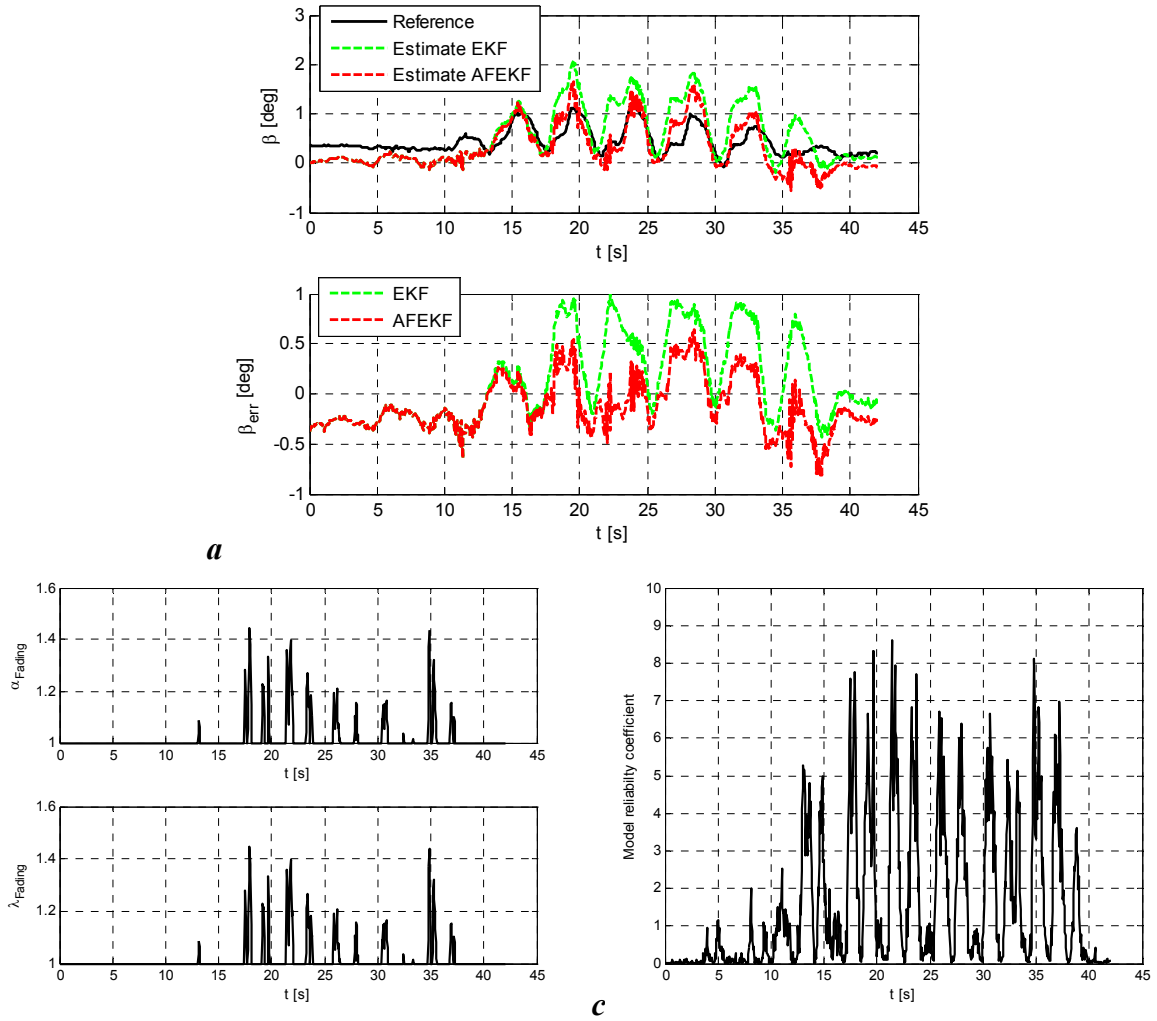 3
2
1
0
-1
β [deg]
Reference
Estimate EKF
Estimate AFEKF
0 5 10 15 20 25 30 35 40 45
t [s]
1
0.5
0
-0.5
-1
βerr [deg]
EKF
AFEKF
0 5 10 15 20 25 30 35 40 45
t [s]
a
1.6
1.4
1.2
1
αFading
0 5 10 15 20 25 30 35 40 45
t [s]
1.6
1.4
1.2
1
λFading
0 5 10 15 20 25 30 35 40 45
t [s]
10
9
8
7
6
5
4
3
2
1
0
Model reliabilty coefficient
0 5 10 15 20 25 30 35 40 45
t [s]
c